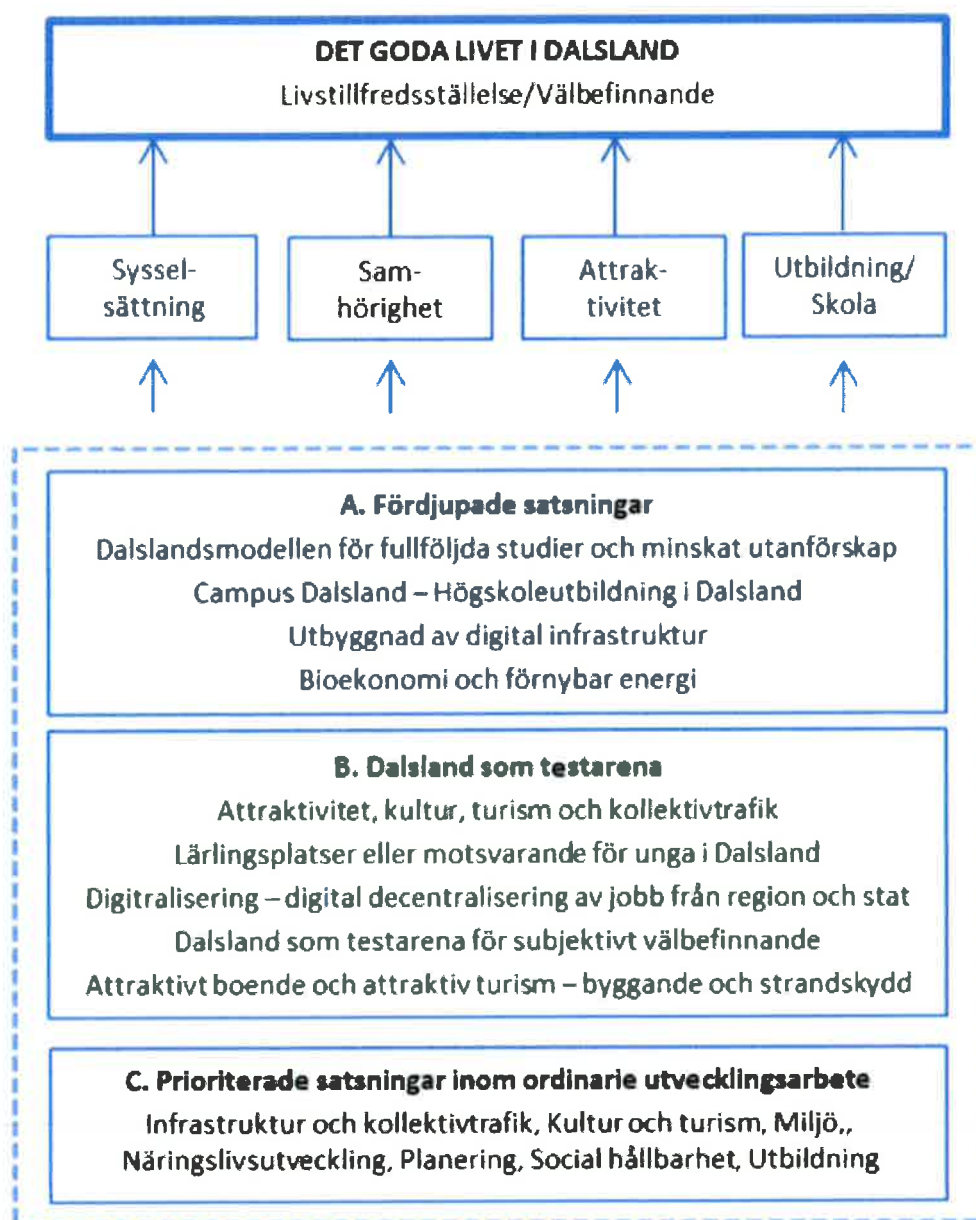 DET GODA LIVET I DALSLAND
Livstillfredsställelse/Välbefinnande
Syssel-
sättning
Sam-
hörighet
Attrak-
tivitet
Utbildning/
Skola
A. Fördjupade satsningar
Dalslandsmodellen för fullföljda studier och minskat utanförskap
Campus Dalsland – Högskoleutbildning i Dalsland
Utbyggnad av digital infrastruktur
Bioekonomi och förnybar energi
B. Dalsland som testarena
Attraktivitet, kultur, turism och kollektivtrafik
Lärlingsplatser eller motsvarande för unga i Dalsland
Digitralisering – digital decentralisering av jobb från region och stat
Dalsland som testarena för subjektivt välbefinnande
Attraktivt boende och attraktiv turism – byggande och strandskydd
C. Prioriterade satsningar inom ordinarie utvecklingsarbete
Infrastruktur och kollektivtrafik, Kultur och turism, Miljö,,
Näringslivsutveckling, Planering, Social hållbarhet, Utbildning